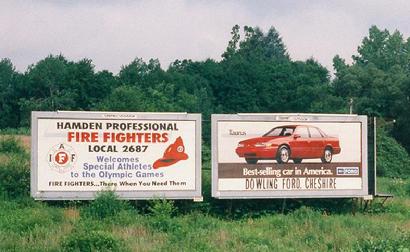 HAMDEN PROFESSIONAL
FIRE FIGHTERS
LOCAL 2687
Welcomes
Special Athletes
to the Olympic Games
FIRE FIGHTERS...There When You Need Them
IAFF
Taurus
Best-selling car in America.
DOWLING FORD, CHESHIRE